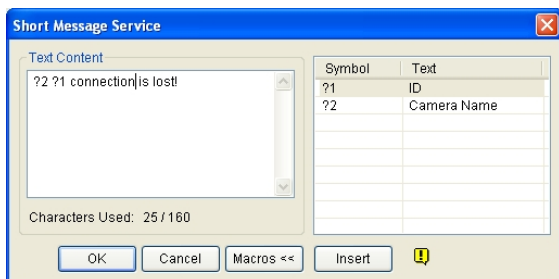 Short Message Service
Text Content
?2 ?1 connection is lost!
Characters Used: 25 / 160
Symbol Text
?1 ID
?2 Camera Name
OK Cancel Macros << Insert